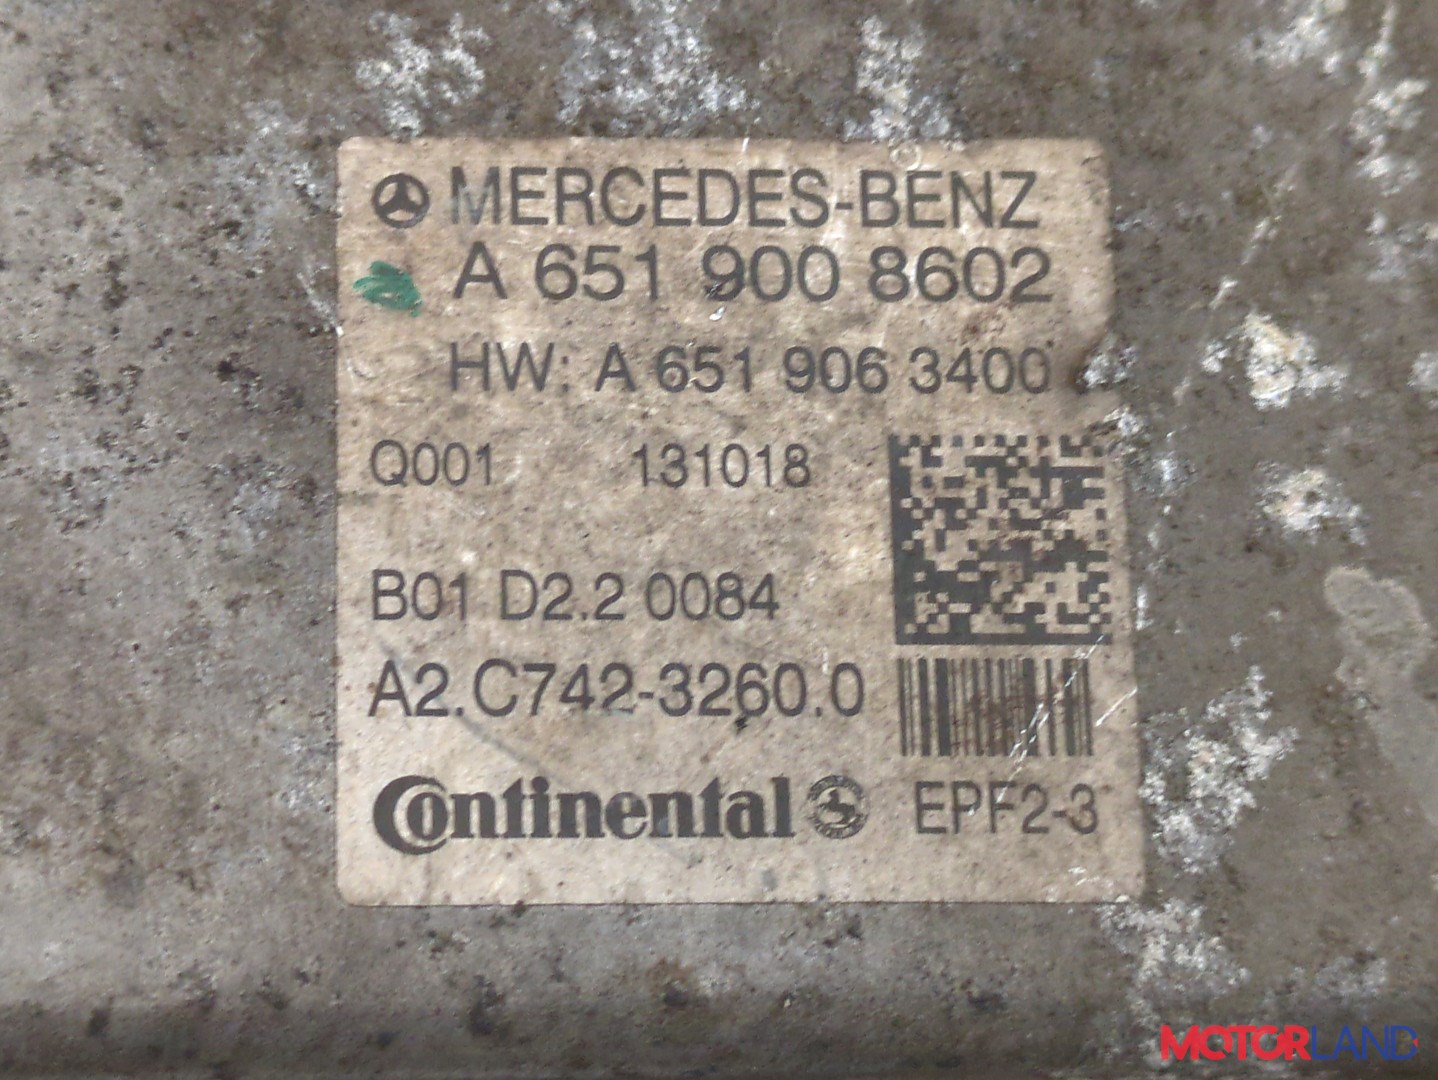 MERCEDES-BENZ
A 651 900 8602
HW: A 651 906 3400
Q001 131018
B01 D2.2 0084
A2.C742-3260.0
Continental EPF2-3
MOTORLAND